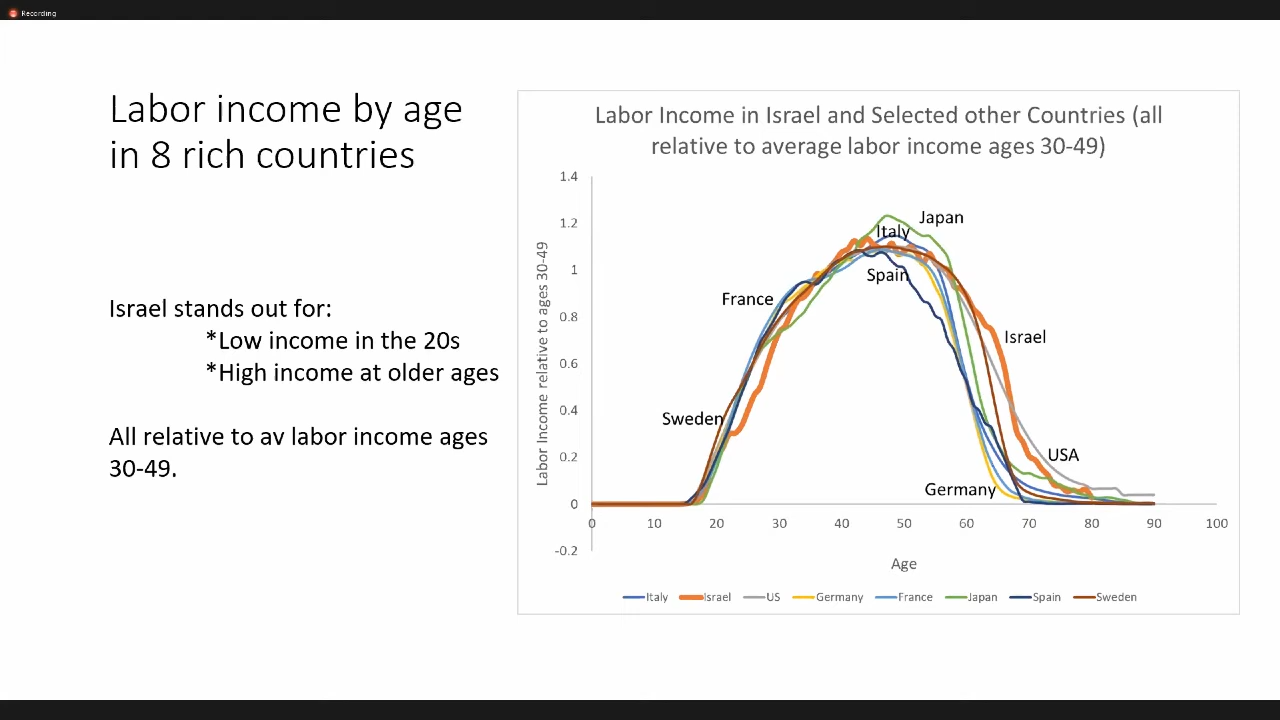 Recording
Labor income by age
in 8 rich countries
Israel stands out for:
*Low income in the 20s
*High income at older ages
All relative to av labor income ages
30-49.
Labor Income in Israel and Selected other Countries (all
relative to average labor income ages 30-49)
Labor Income relative to ages 30-49
1.4
1.2
1
0.8
0.6
0.4
0.2
0
-0.2
Japan
Italy
Spain
France
Israel
Sweden
USA
Germany
0 10 20 30 40 50 60 70 80 90 100
Age
Italy Israel US Germany France Japan Spain Sweden